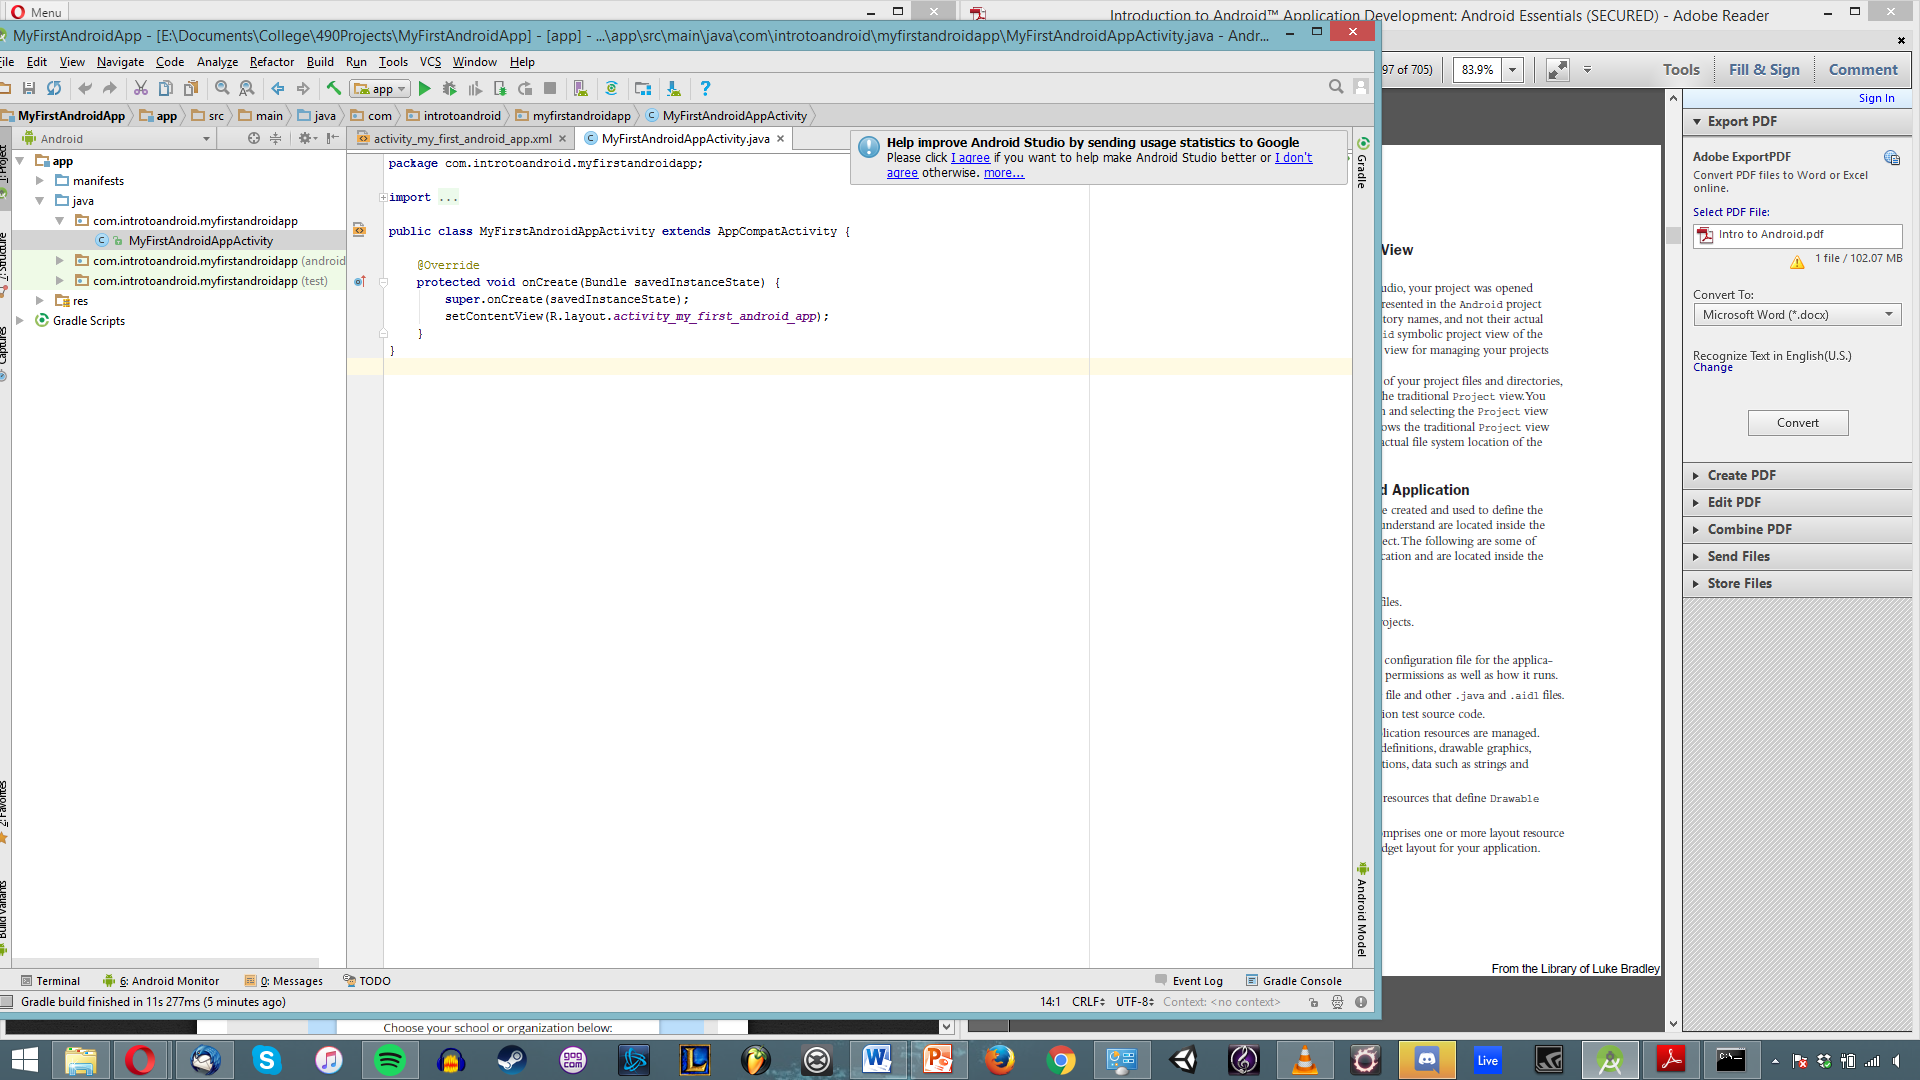 Menu
Introduction to Android™ Application Development: Android Essentials (SECURED) - Adobe Reader
MyFirstAndroidApp - [E:\Documents\College\490Projects\MyFirstAndroidApp] - [app] - ...\app\src\main\java\com\introtoandroid\myfirstandroidapp\MyFirstAndroidAppActivity.java - Andr...
ile Edit View Navigate Code Analyze Refactor Build Run Tools VCS Window Help
97 of 705) 83.9% Tools Fill & Sign Comment
app
Sign In
MyFirstAndroidApp app src main java com introtoandroid myfirstandroidapp MyFirstAndroidAppActivity
Export PDF
Android activity_my_first_android_app.xml MyFirstAndroidAppActivity.java
Help improve Android Studio by sending usage statistics to Google
Please click I agree if you want to help make Android Studio better or I don't
agree otherwise. more...
Gradle
1: Project
Z: Structure
Captures
2: Favorites
Build Variants
app
manifests
java
com.introtoandroid.myfirstandroidapp
MyFirstAndroidAppActivity
com.introtoandroid.myfirstandroidapp (android
com.introtoandroid.myfirstandroidapp (test)
res
Gradle Scripts
package com.introtoandroid.myfirstandroidapp;
import ...
public class MyFirstAndroidAppActivity extends AppCompatActivity {
@Override
protected void onCreate(Bundle savedInstanceState) {
super.onCreate(savedInstanceState);
setContentView(R.layout.activity_my_first_android_app);
}
}
Android Model
View
udio, your project was opened
resented in the Android project
tory names, and not their actual
id symbolic project view of the
view for managing your projects
of your project files and directories,
he traditional Project view. You
n and selecting the Project view
ows the traditional Project view
actual file system location of the
d Application
e created and used to define the
understand are located inside the
ect. The following are some of
cation and are located inside the
files.
ojects.
configuration file for the applica-
permissions as well as how it runs.
file and other .java and .aidl files.
ion test source code.
lication resources are managed.
definitions, drawable graphics,
tions, data such as strings and
resources that define Drawable
omprises one or more layout resource
dget layout for your application.
From the Library of Luke Bradley
Adobe ExportPDF
Convert PDF files to Word or Excel
online.
Select PDF File:
Intro to Android.pdf
1 file / 102.07 MB
Convert To:
Microsoft Word (*.docx)
Recognize Text in English(U.S.)
Change
Convert
Create PDF
Edit PDF
Combine PDF
Send Files
Store Files
Terminal 6: Android Monitor 0: Messages TODO Event Log Gradle Console
Gradle build finished in 11s 277ms (5 minutes ago) 14:1 CRLF UTF-8 Context: <no context>
Choose your school or organization below:
gog
com
Live